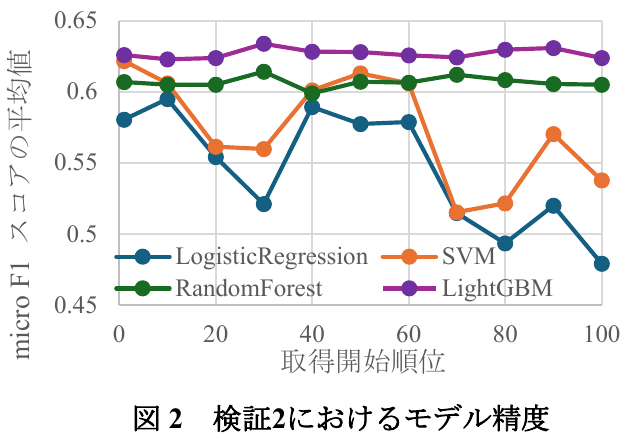 0.65
0.6
0.55
0.5
0.45
micro F1 スコアの平均値
LogisticRegression
SVM
RandomForest
LightGBM
0 20 40 60 80 100
取得開始順位
図 2 検証2におけるモデル精度